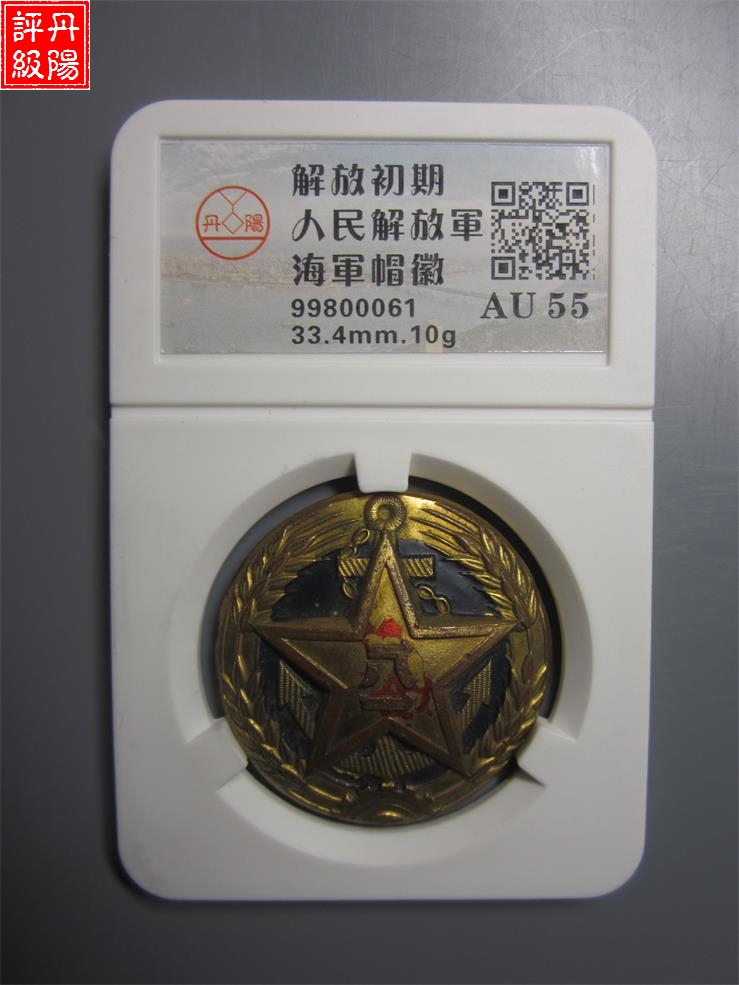 丹陽
評級
丹陽
解放初期
人民解放軍
海軍帽徽
99800061
33.4mm.10g
AU 55
八一